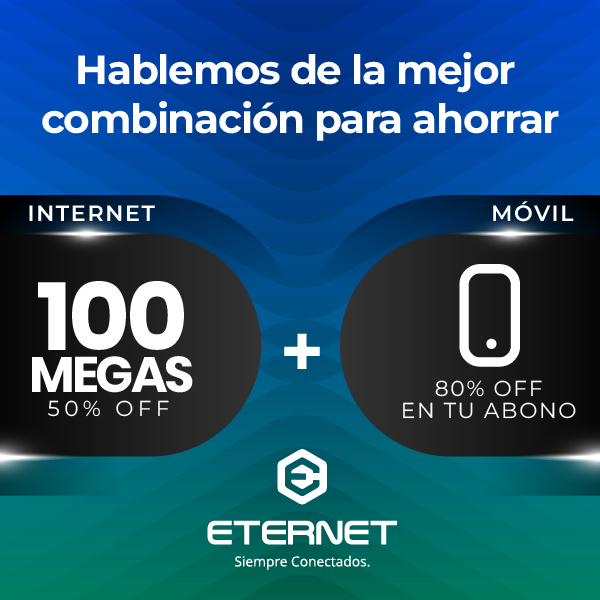 Hablemos de la mejor
combinación para ahorrar
INTERNET
MÓVIL
100
MEGAS
50% OFF
+
80% OFF
EN TU ABONO
ETERNET
Siempre Conectados.